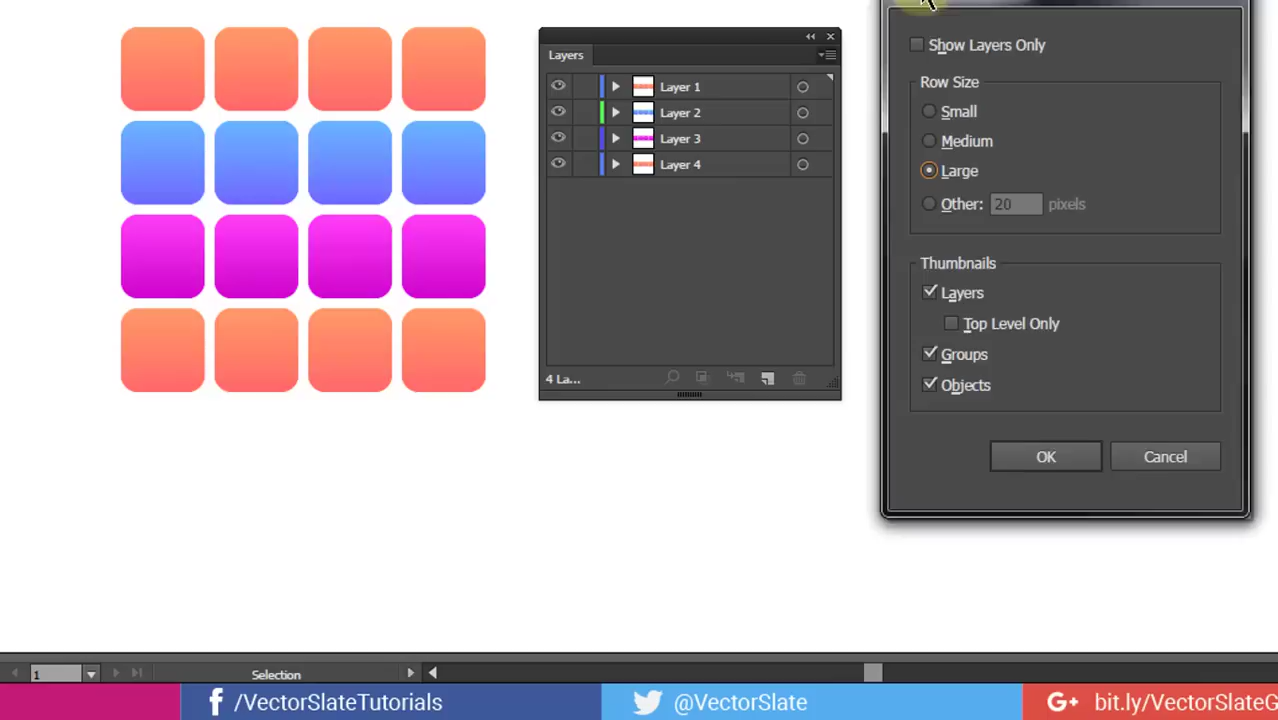 Layers
Layer 1
Layer 2
Layer 3
Layer 4
4 La...
Show Layers Only
Row Size
Small
Medium
Large
Other: 20 pixels
Thumbnails
Layers
Top Level Only
Groups
Objects
OK Cancel
1 Selection
f /VectorSlateTutorials @VectorSlate G+ bit.ly/VectorSlateG